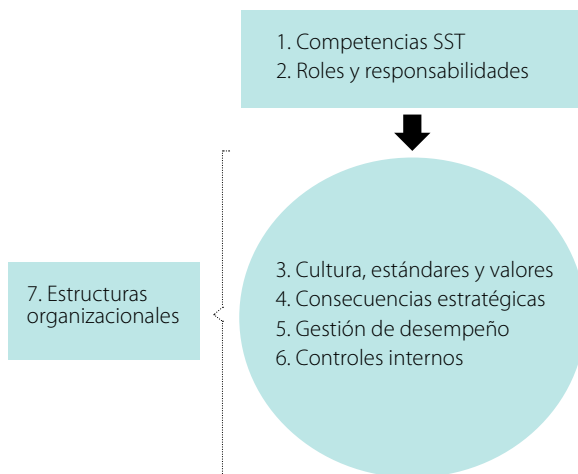 1. Competencias SST
2. Roles y responsabilidades
3. Cultura, estándares y valores
4. Consecuencias estratégicas
5. Gestión de desempeño
6. Controles internos
7. Estructuras
organizacionales